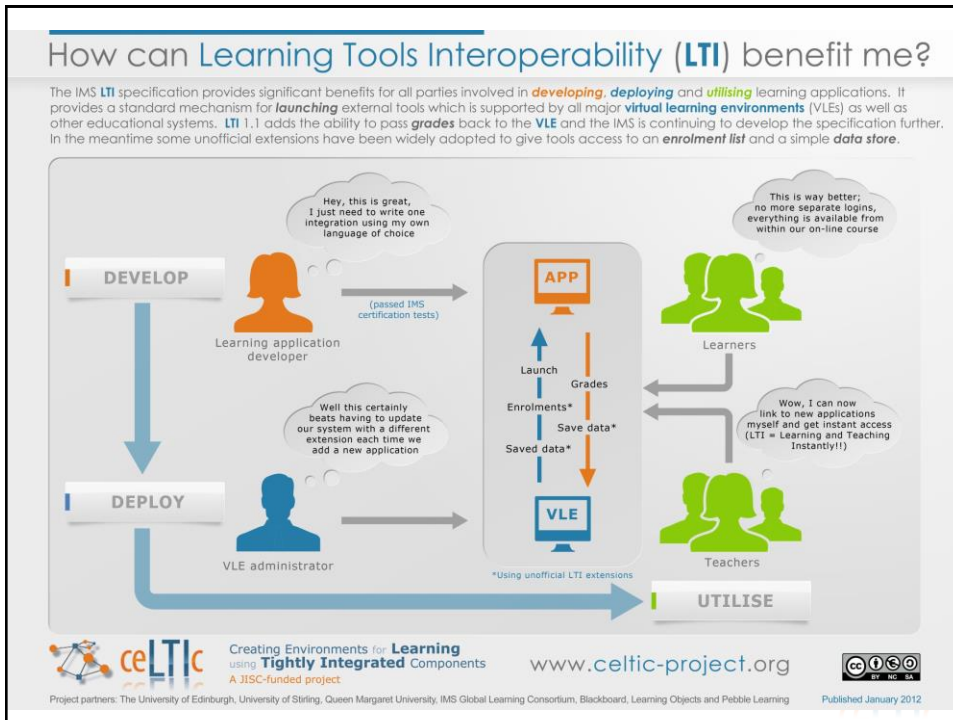 How can Learning Tools Interoperability (LTI) benefit me?
The IMS LTI specification provides significant benefits for all parties involved in developing, deploying and utilising learning applications. It
provides a standard mechanism for launching external tools which is supported by all major virtual learning environments (VLEs) as well as
other educational systems. LTI 1.1 adds the ability to pass grades back to the VLE and the IMS is continuing to develop the specification further.
In the meantime some unofficial extensions have been widely adopted to give tools access to an enrolment list and a simple data store.
DEVELOP
Hey, this is great,
I just need to write one
integration using my own
language of choice
Learning application
developer
(passed IMS
certification tests)
APP
Launch
Enrolments*
Saved data*
Grades
Save data*
VLE
*Using unofficial LTI extensions
This is way better;
no more separate logins,
everything is available from
within our on-line course
Learners
DEPLOY
Well this certainly
beats having to update
our system with a different
extension each time we
add a new application
VLE administrator
Wow, I can now
link to new applications
myself and get instant access
(LTI = Learning and Teaching
Instantly!!)
Teachers
UTILISE
ceLTIc
Creating Environments for Learning
using Tightly Integrated Components
A JISC-funded project
www.celtic-project.org
cc
BY NC SA
Project partners: The University of Edinburgh, University of Stirling, Queen Margaret University, IMS Global Learning Consortium, Blackboard, Learning Objects and Pebble Learning
Published January 2012